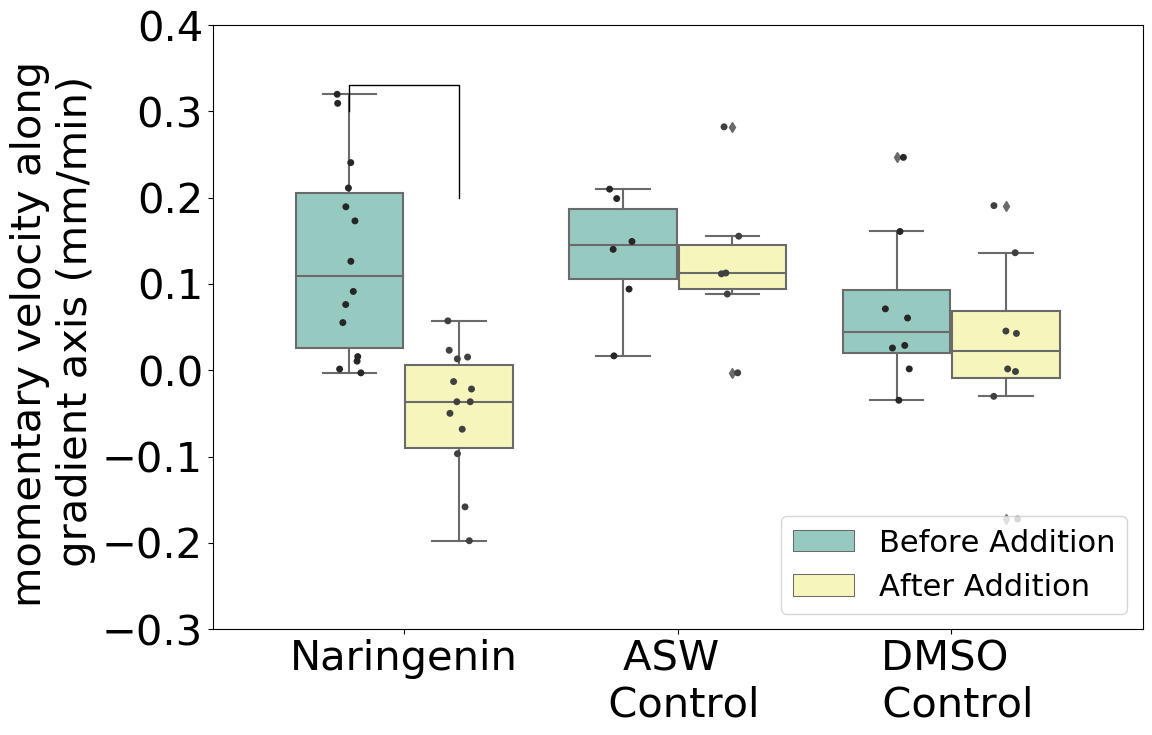 momentary velocity along
gradient axis (mm/min)
0.4
0.3
0.2
0.1
0.0
−0.1
−0.2
−0.3
Before Addition
After Addition
Naringenin
ASW
Control
DMSO
Control